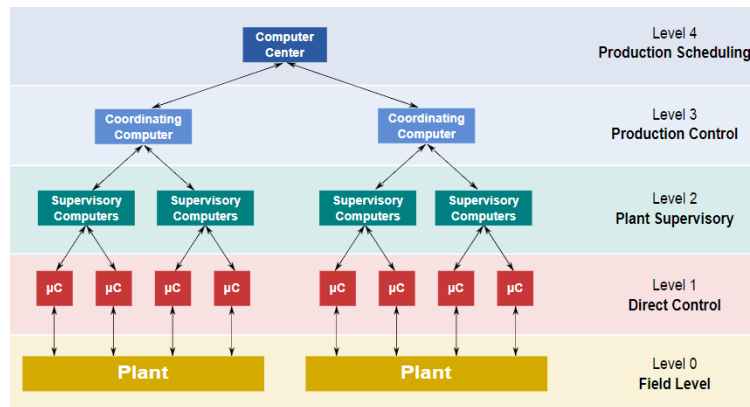 Computer
Center
Level 4
Production Scheduling
Coordinating
Computer
Coordinating
Computer
Level 3
Production Control
Supervisory
Computers
Supervisory
Computers
Supervisory
Computers
Supervisory
Computers
Level 2
Plant Supervisory
μC
μC
μC
μC
μC
μC
μC
μC
Level 1
Direct Control
Plant
Plant
Level 0
Field Level